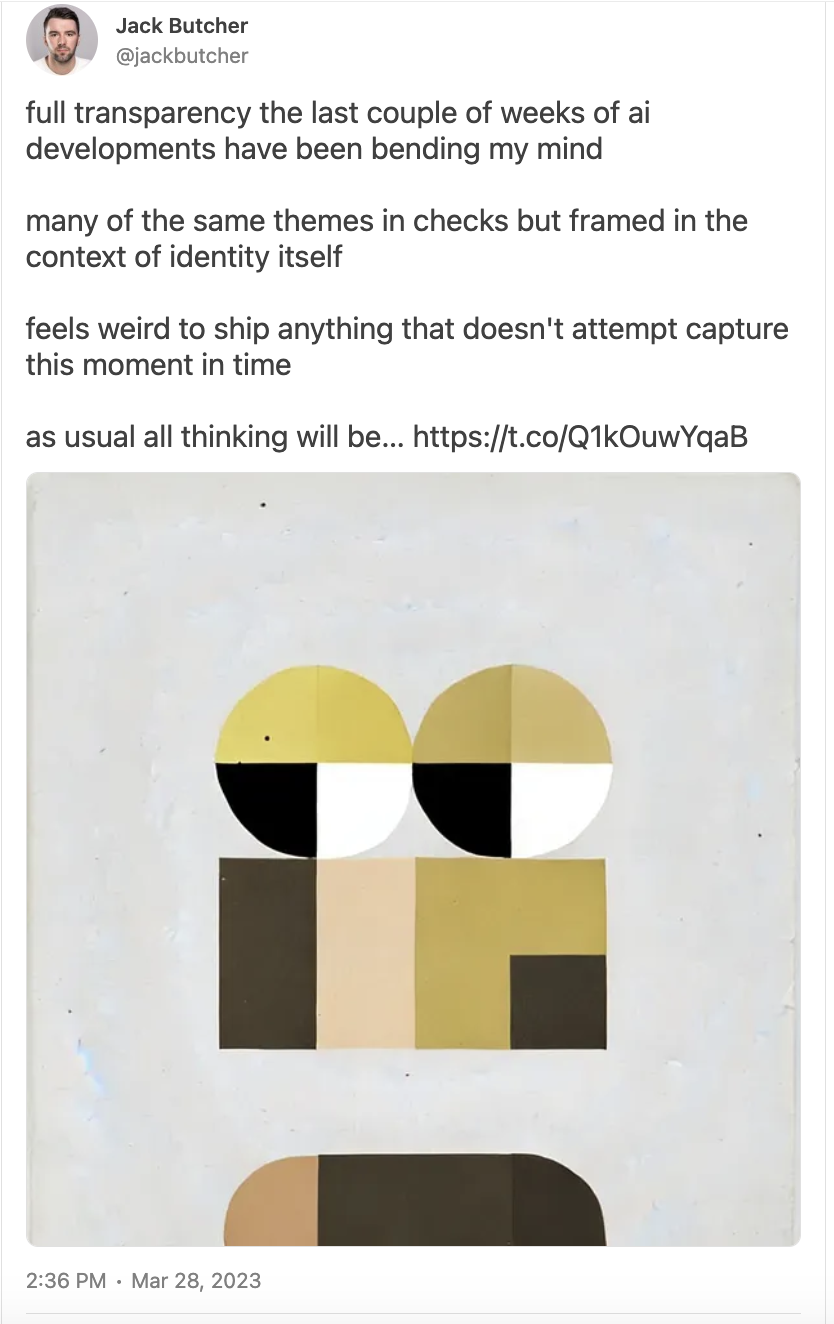 Jack Butcher
@jackbutcher
full transparency the last couple of weeks of ai
developments have been bending my mind
many of the same themes in checks but framed in the
context of identity itself
feels weird to ship anything that doesn't attempt capture
this moment in time
as usual all thinking will be... https://t.co/Q1kOuwYqaB
2:36 PM · Mar 28, 2023